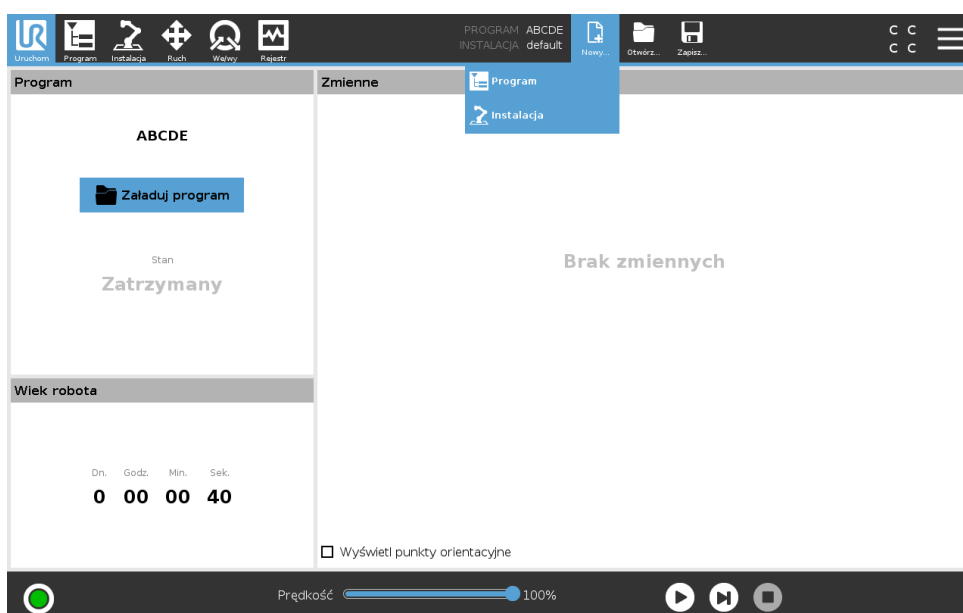 UR
PROGRAM ABCDE
INSTALACJA default
C C
C C
Uruchom Program Instalacja Ruch We/wy Rejestr Nowy... Otwórz... Zapisz...
Program
Zmienne
Program
Instalacja
ABCDE
Załaduj program
Stan
Zatrzymany
Brak zmiennych
Wiek robota
Dn. Godz. Min. Sek.
0 00 00 40
Wyświetl punkty orientacyjne
Prędkość 100%